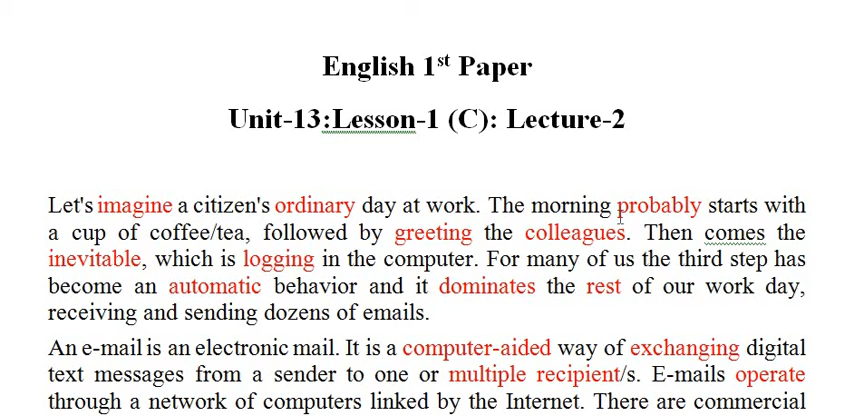 English 1st Paper
Unit-13:Lesson-1 (C): Lecture-2
Let's imagine a citizen's ordinary day at work. The morning probably starts with
a cup of coffee/tea, followed by greeting the colleagues. Then comes the
inevitable, which is logging in the computer. For many of us the third step has
become an automatic behavior and it dominates the rest of our work day,
receiving and sending dozens of emails.
An e-mail is an electronic mail. It is a computer-aided way of exchanging digital
text messages from a sender to one or multiple recipient/s. E-mails operate
through a network of computers linked by the Internet. There are commercial